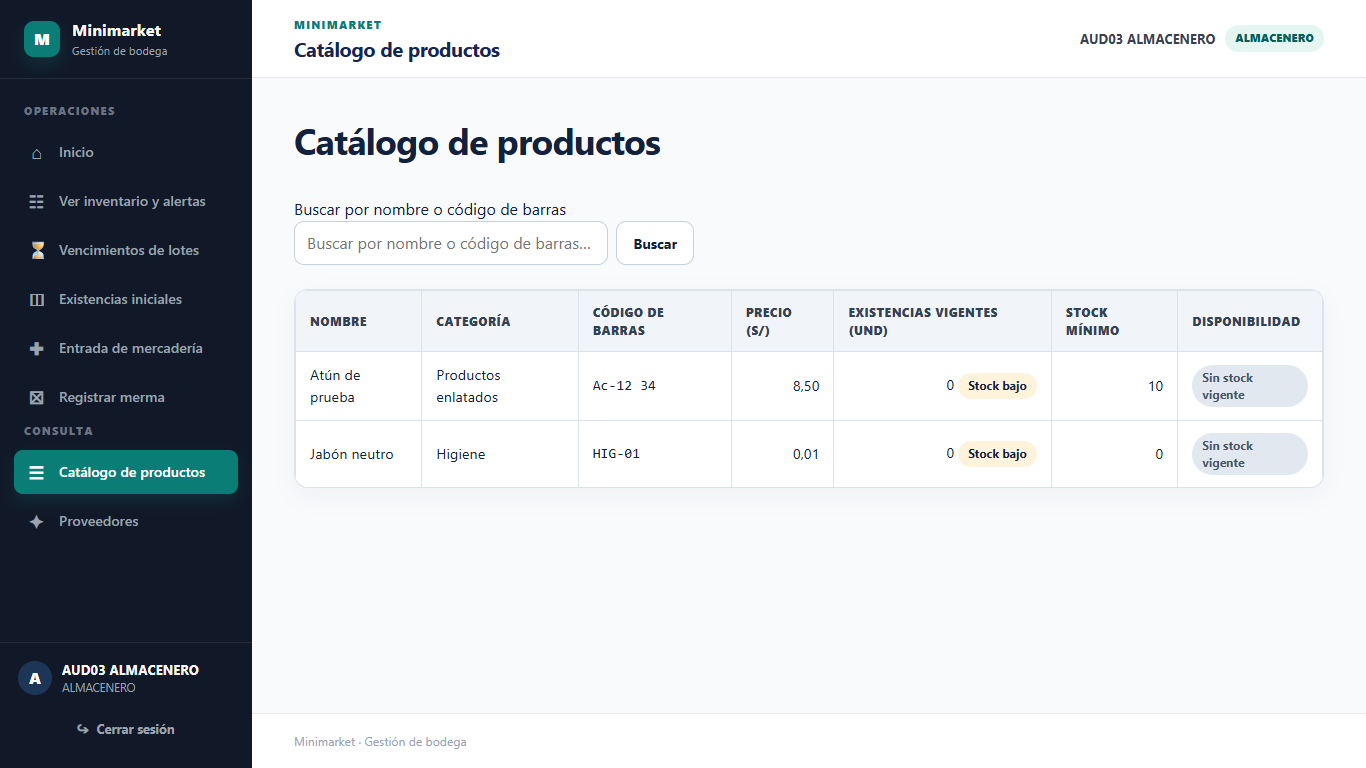 M
Minimarket
Gestión de bodega
OPERACIONES
Inicio
Ver inventario y alertas
Vencimientos de lotes
Existencias iniciales
Entrada de mercadería
Registrar merma
CONSULTA
Catálogo de productos
Proveedores
A
AUD03 ALMACENERO
ALMACENERO
Cerrar sesión
MINIMARKET
Catálogo de productos
AUD03 ALMACENERO
ALMACENERO
Catálogo de productos
Buscar por nombre o código de barras
Buscar por nombre o código de barras...
Buscar
NOMBRE
CATEGORÍA
CÓDIGO DE
BARRAS
PRECIO
(S/)
EXISTENCIAS VIGENTES
(UND)
STOCK
MÍNIMO
DISPONIBILIDAD
Atún de
prueba
Productos
enlatados
Ac-12 34
8,50
0 Stock bajo
10
Sin stock
vigente
Jabón neutro
Higiene
HIG-01
0,01
0 Stock bajo
0
Sin stock
vigente
Minimarket · Gestión de bodega